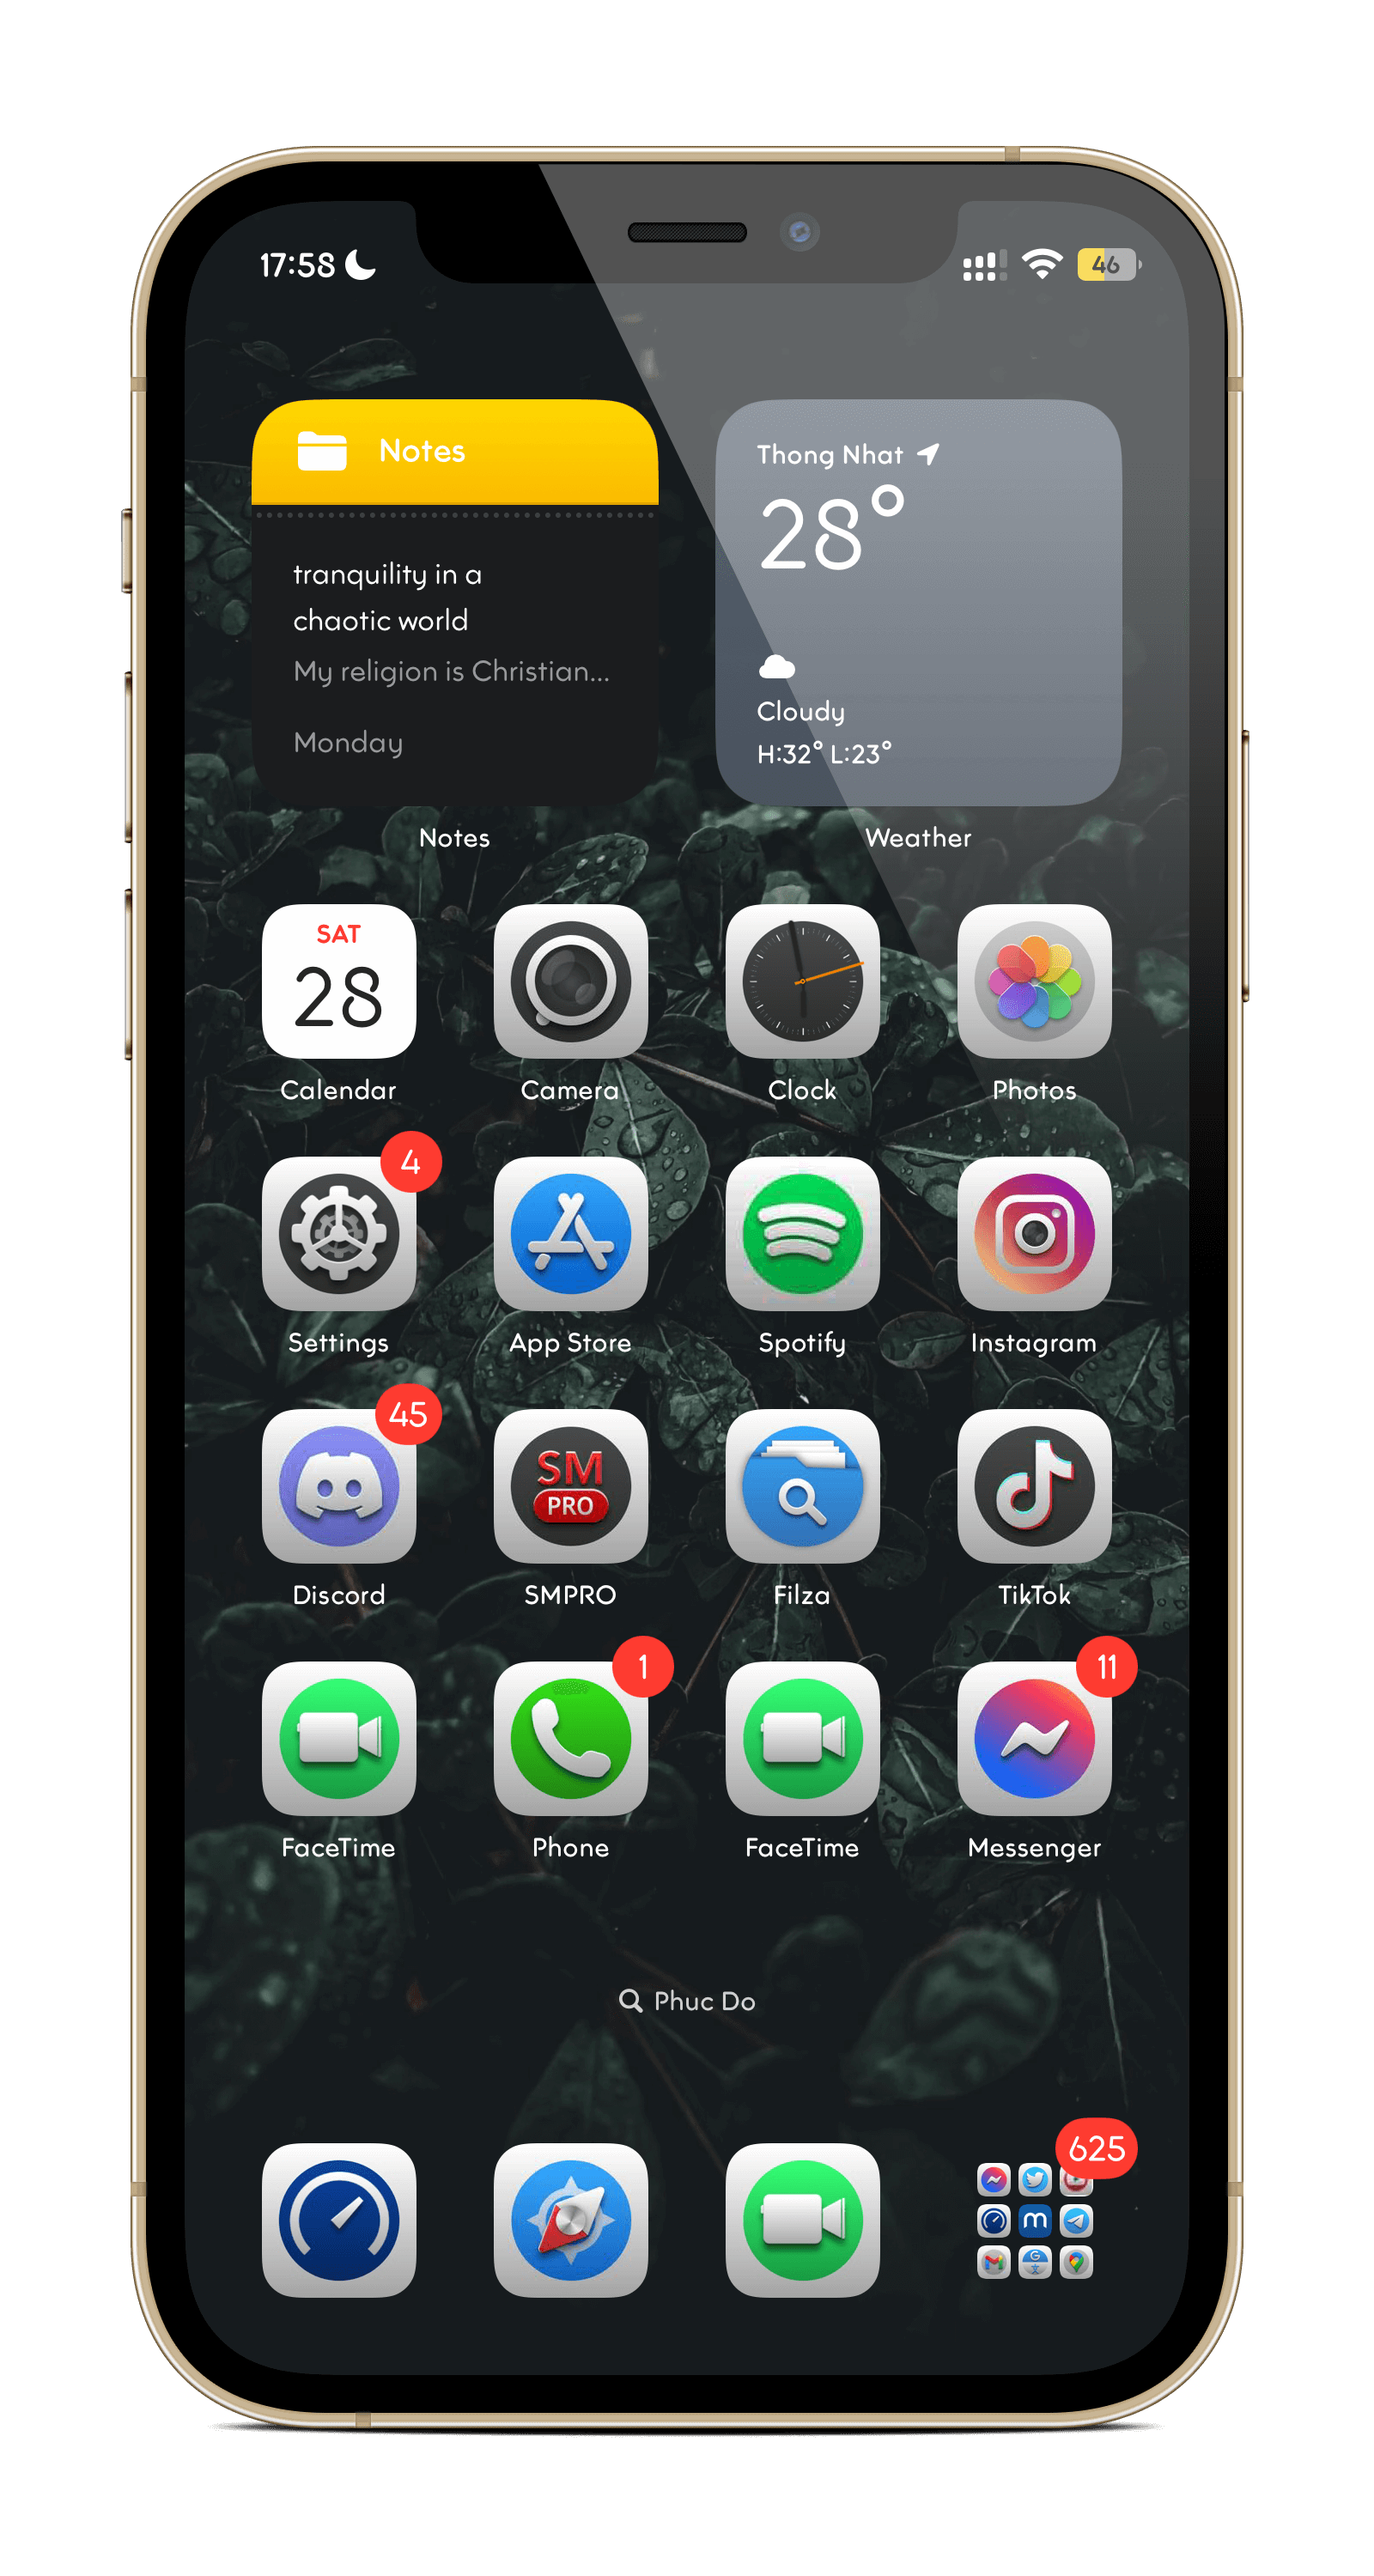 17:58
46
Notes
tranquility in a
chaotic world
My religion is Christian...
Monday
Notes
Thong Nhat
28°
Cloudy
H:32° L:23°
Weather
SAT
28
Calendar
Camera
Clock
Photos
4
Settings
App Store
Spotify
Instagram
45
Discord
SM
PRO
SMPRO
Filza
TikTok
FaceTime
1
Phone
FaceTime
11
Messenger
Phuc Do
625